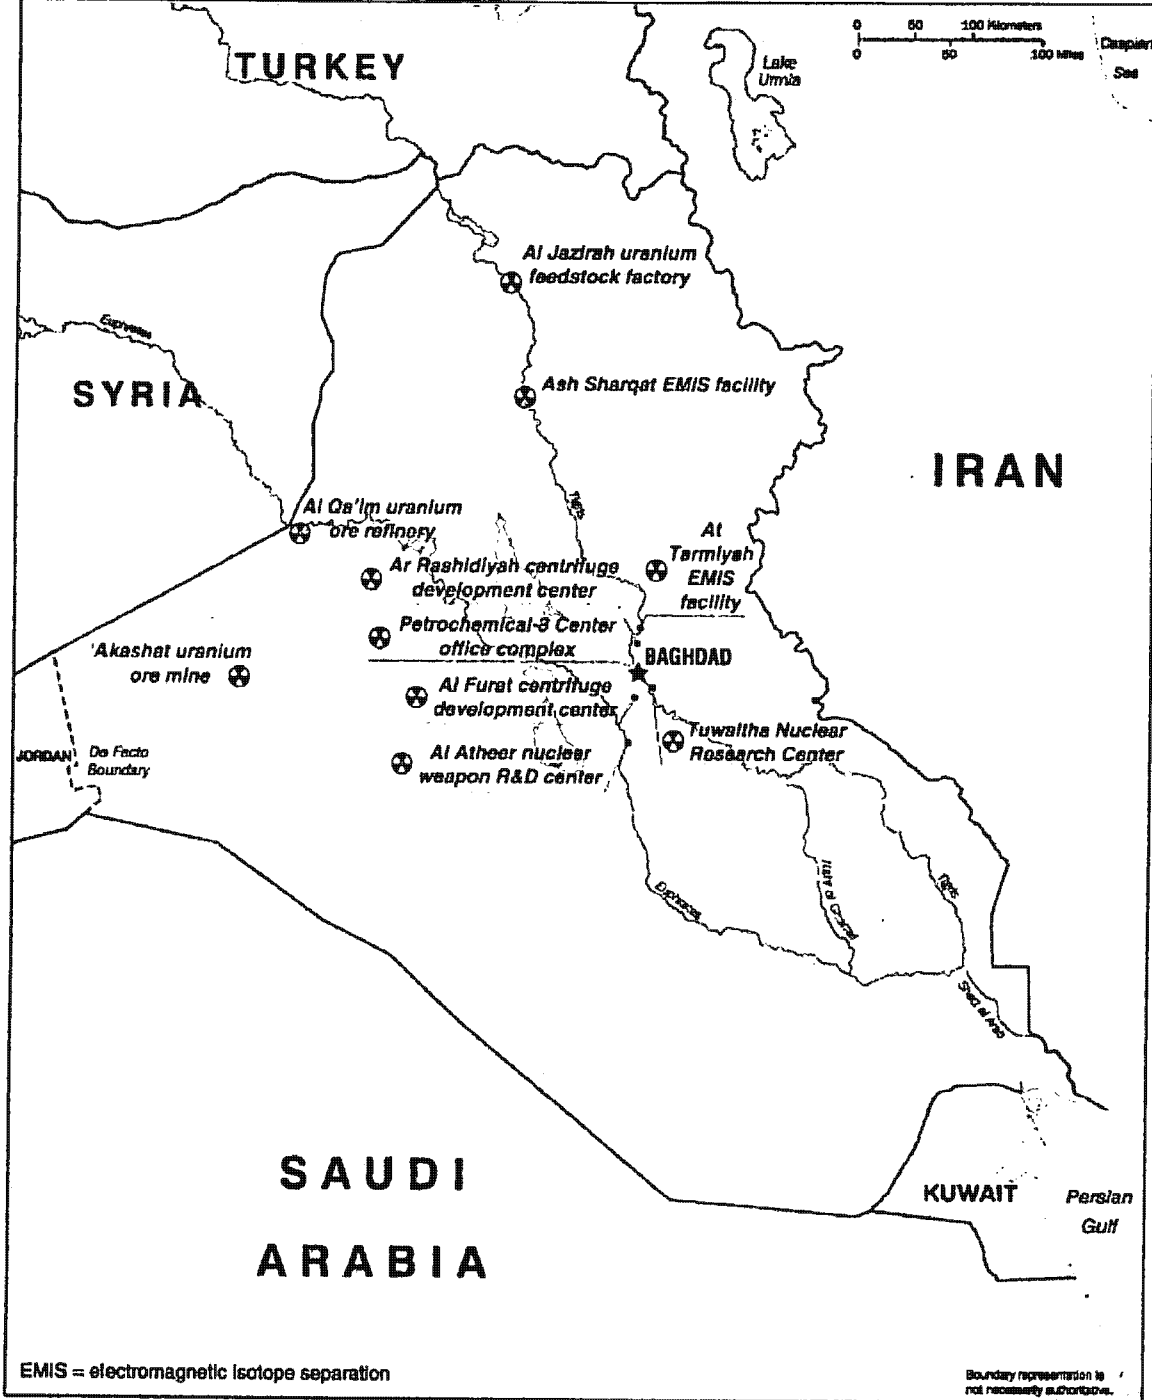 0 50 100 Kilometers
0 50 100 Miles
TURKEY
Lake
Urmia
Caspian
Sea
Al Jazirah uranium
feedstock factory
Euphrates
SYRIA
Ash Sharqat EMIS facility
IRAN
Tigris
Al Qa'im uranium
ore refinery
At
Tarmiyah
EMIS
facility
Ar Rashidiyah centrifuge
development center
Petrochemical-3 Center
office complex
'Akashat uranium
ore mine
BAGHDAD
Al Furat centrifuge
development center
Tuwaitha Nuclear
Research Center
JORDAN
De Facto
Boundary
Al Atheer nuclear
weapon R&D center
Euphrates
Tigris
SAUDI
ARABIA
KUWAIT
Persian
Gulf
EMIS = electromagnetic isotope separation
Boundary representation is
not necessarily authoritative.